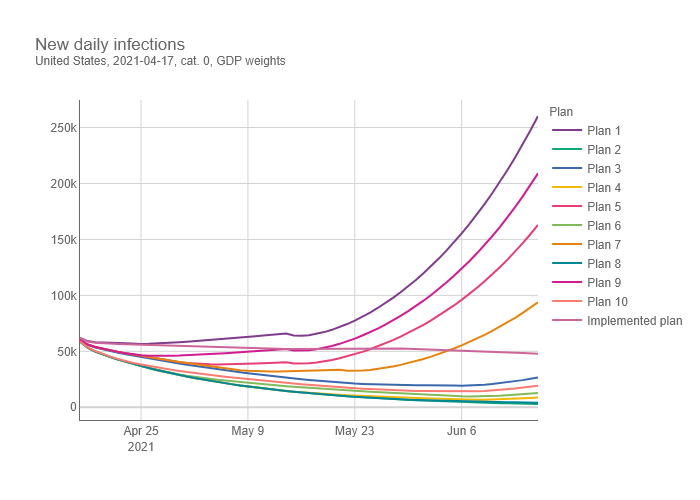 New daily infections
United States, 2021-04-17, cat. 0, GDP weights
Plan
Plan 1
Plan 2
Plan 3
Plan 4
Plan 5
Plan 6
Plan 7
Plan 8
Plan 9
Plan 10
Implemented plan
250k
200k
150k
100k
50k
0
Apr 25
2021
May 9
May 23
Jun 6